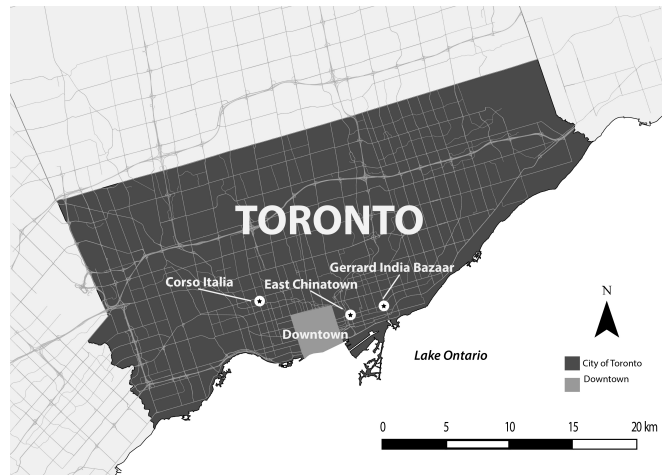 TORONTO
Gerrard India Bazaar
Corso Italia
East Chinatown
Downtown
Lake Ontario
N
City of Toronto
Downtown
0 5 10 15 20 km